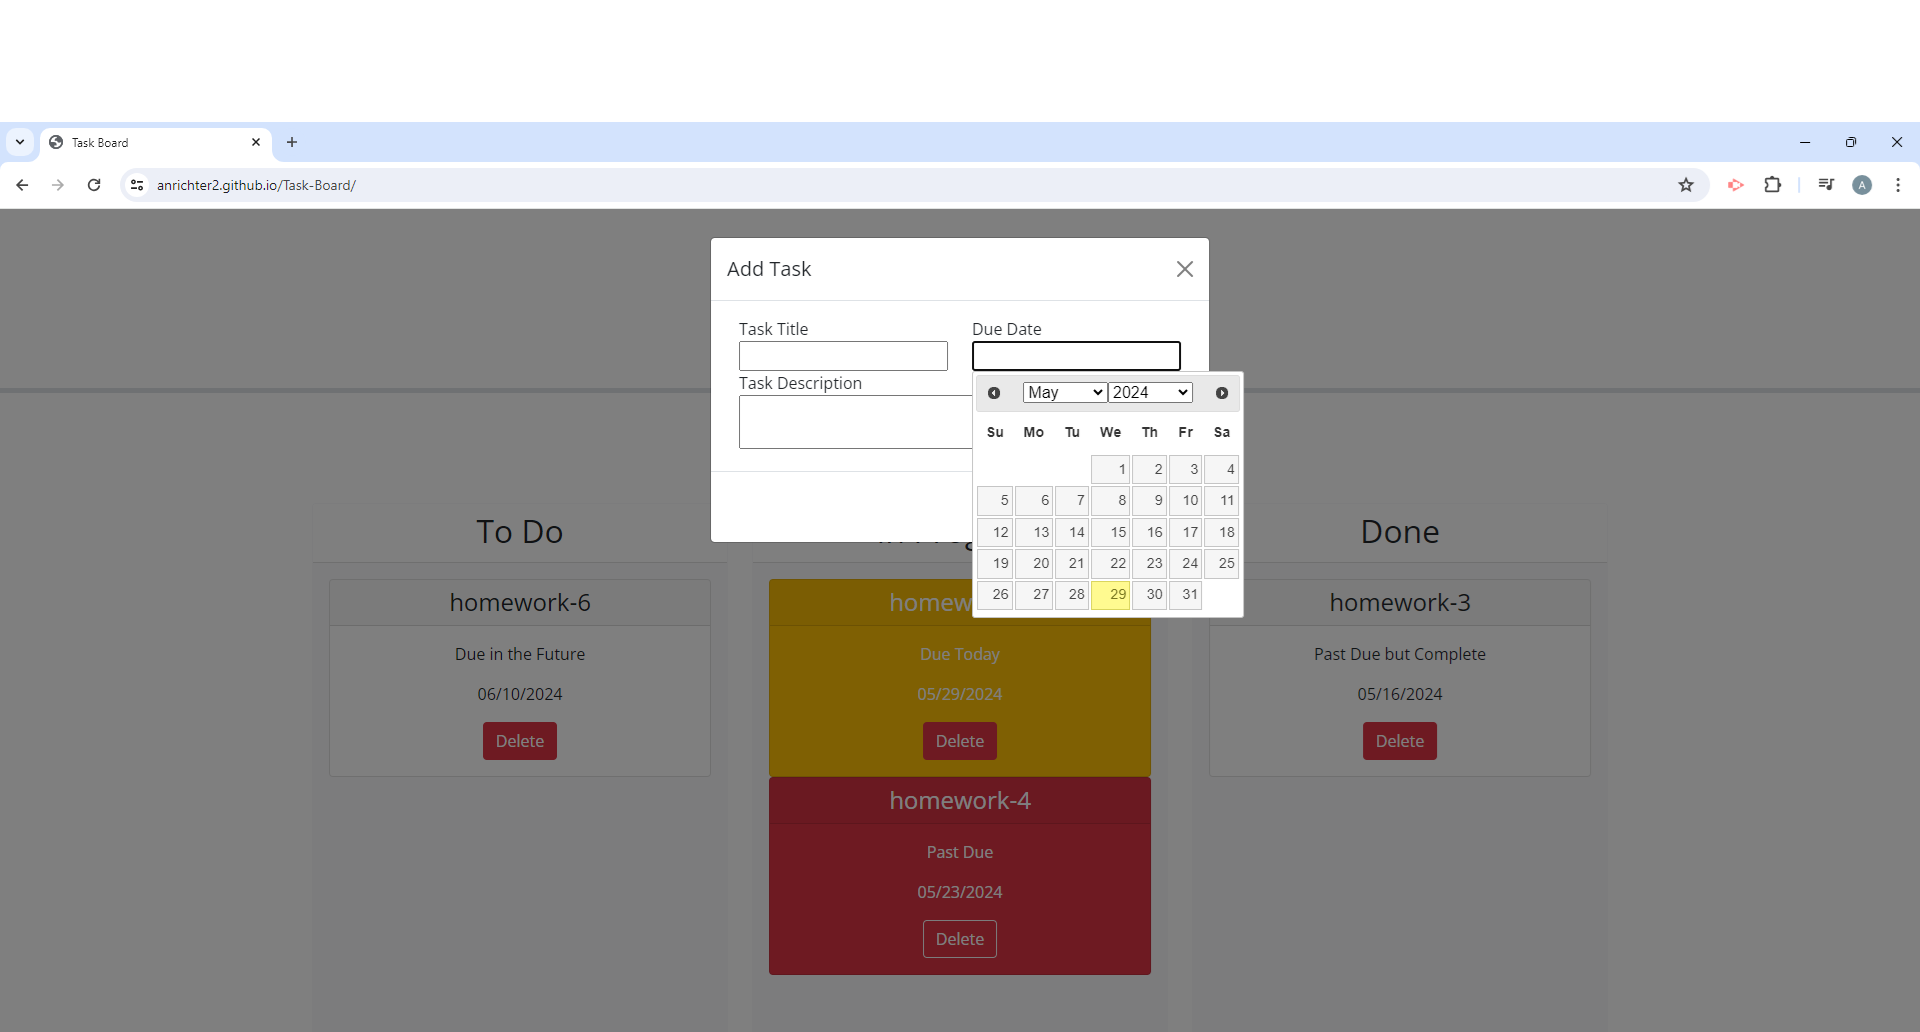 Task Board
anrichter2.github.io/Task-Board/
A
Add Task
Task Title
Due Date
Task Description
May 2024
Su Mo Tu We Th Fr Sa
1 2 3 4
5 6 7 8 9 10 11
12 13 14 15 16 17 18
19 20 21 22 23 24 25
26 27 28 29 30 31
To Do
homework-6
Due in the Future
06/10/2024
Delete
homew
Due Today
05/29/2024
Delete
homework-4
Past Due
05/23/2024
Delete
Done
homework-3
Past Due but Complete
05/16/2024
Delete